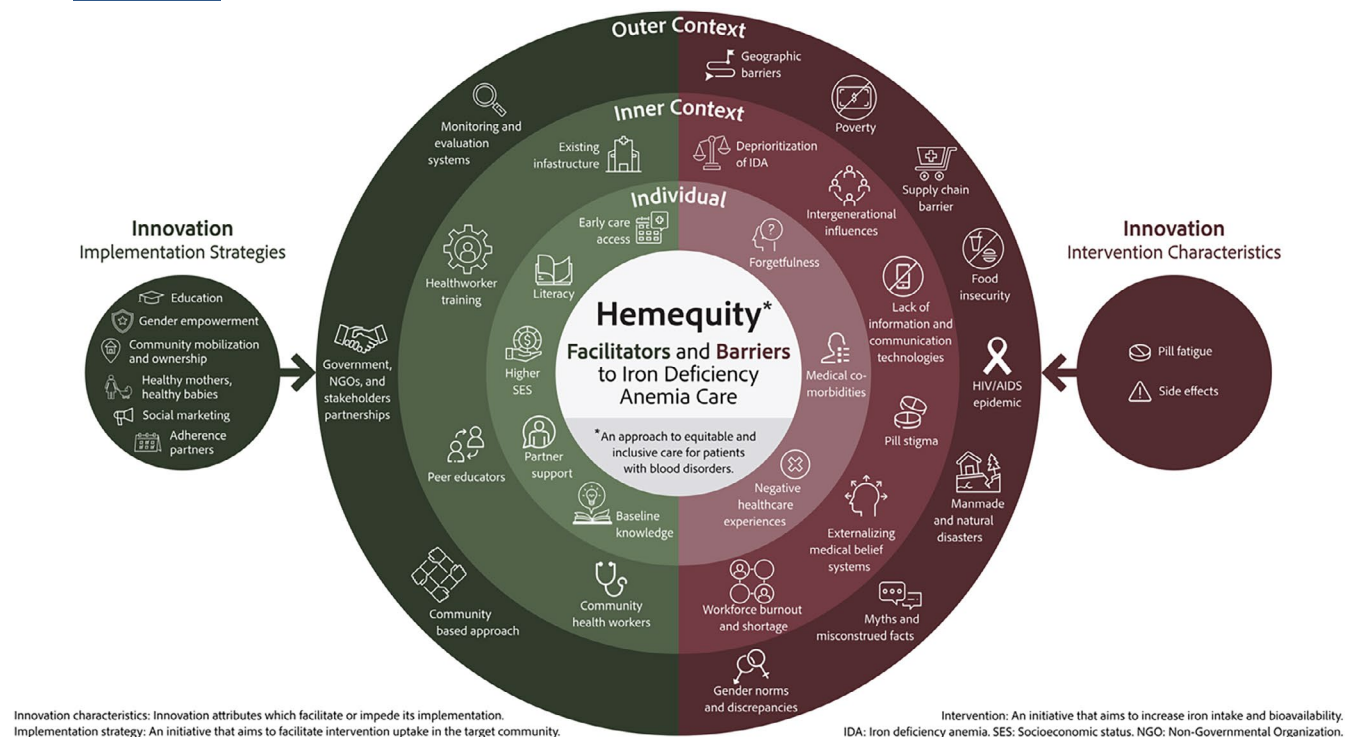 Outer Context
Geographic
barriers
Poverty
Monitoring and
evaluation
systems
Inner Context
Existing
infastructure
Deprioritization
of IDA
Supply chain
barrier
Individual
Intergenerational
influences
Early care
access
Forgetfulness
Healthworker
training
Literacy
Food
insecurity
Lack of
information and
communication
technologies
Innovation
Implementation Strategies
Education
Gender empowerment
Community mobilization
and ownership
Healthy mothers,
healthy babies
Social marketing
Adherence
partners
Government,
NGOs, and
stakeholders
partnerships
Higher
SES
Hemequity*
Facilitators and Barriers
to Iron Deficiency
Anemia Care
*An approach to equitable and
inclusive care for patients
with blood disorders.
Medical co-
morbidities
HIV/AIDS
epidemic
Innovation
Intervention Characteristics
Pill fatigue
Side effects
Pill stigma
Peer educators
Partner
support
Negative
healthcare
experiences
Manmade
and natural
disasters
Baseline
knowledge
Externalizing
medical belief
systems
Community
based approach
Community
health workers
Workforce burnout
and shortage
Myths and
misconstrued facts
Gender norms
and discrepancies
Innovation characteristics: Innovation attributes which facilitate or impede its implementation.
Implementation strategy: An initiative that aims to facilitate intervention uptake in the target community.
Intervention: An initiative that aims to increase iron intake and bioavailability.
IDA: Iron deficiency anemia. SES: Socioeconomic status. NGO: Non-Governmental Organization.